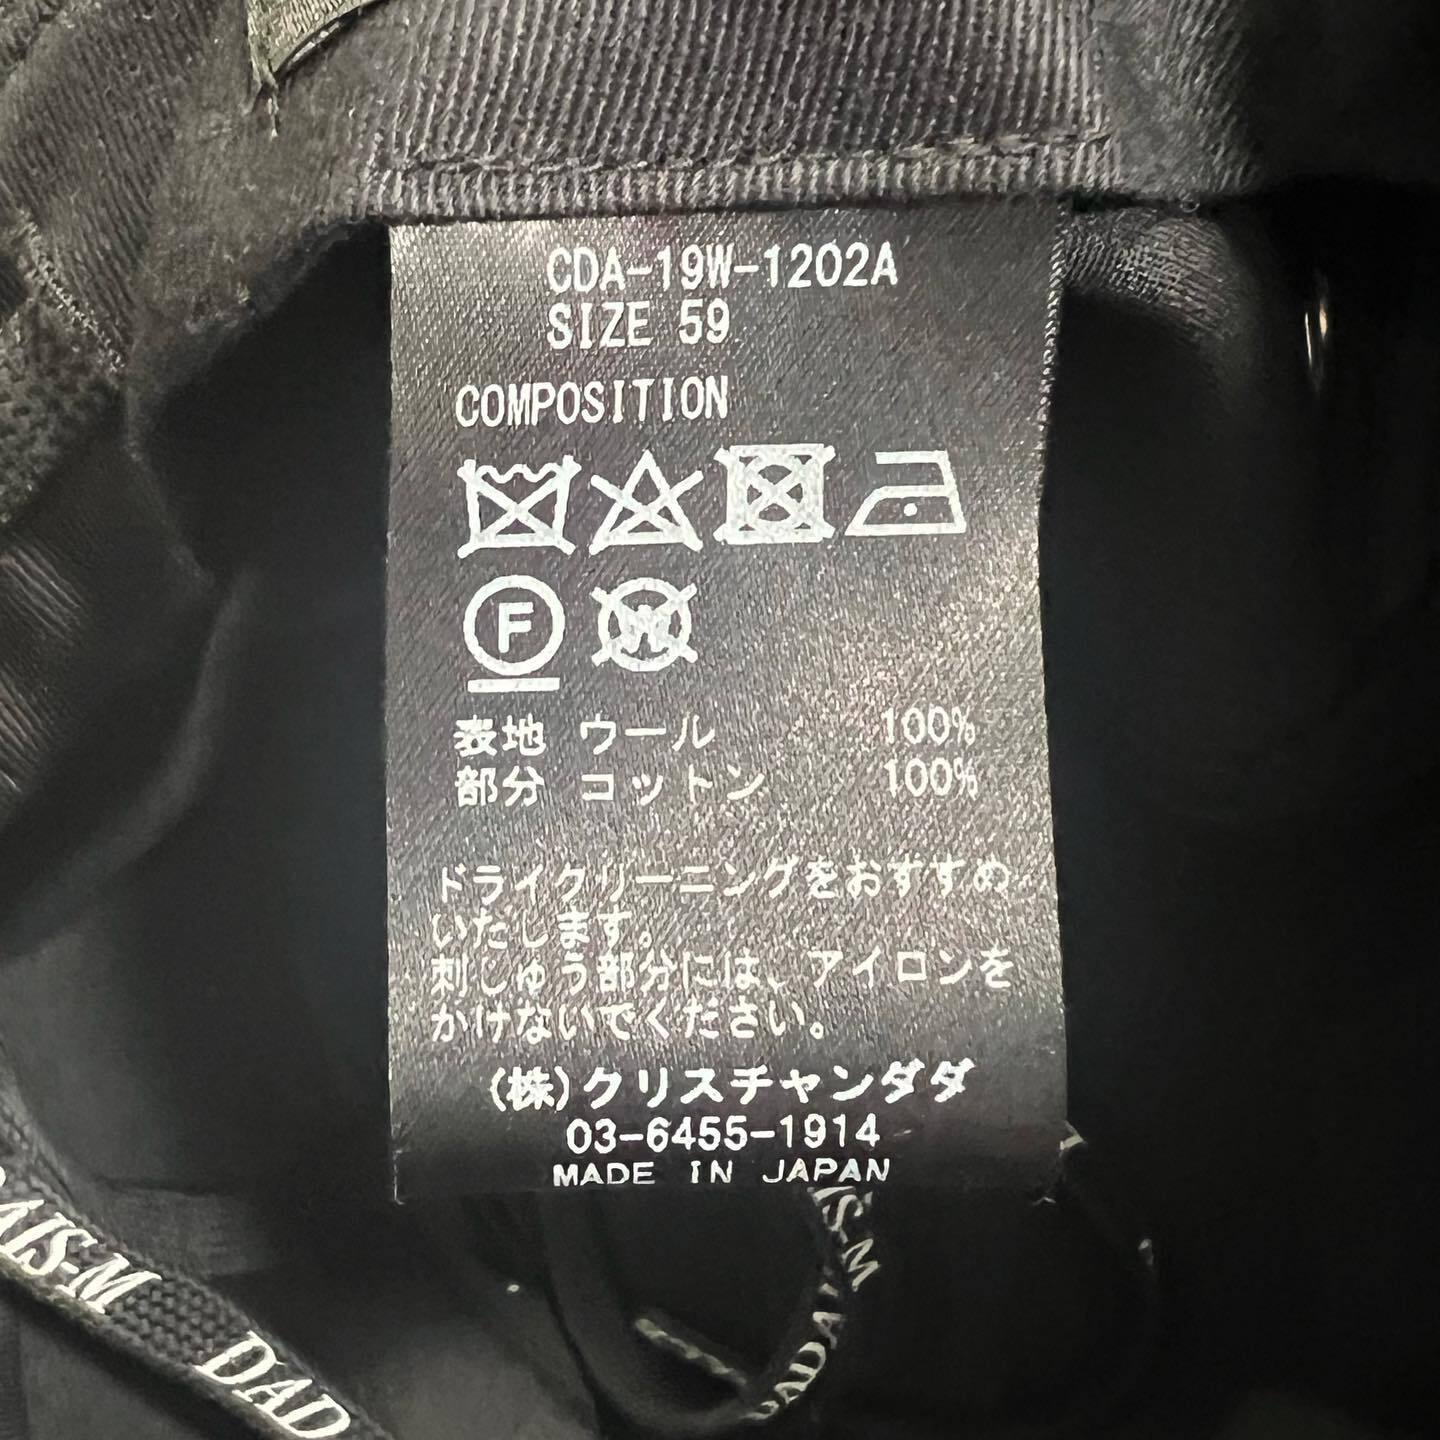 CDA-19W-1202A
SIZE 59
COMPOSITION
F
W
表地 ウール 100%
部分 コットン 100%
ドライクリーニングをおすすめ
いたします。
刺しゅう部分には、アイロンを
かけないでください。
(株)クリスチャンダダ
03-6455-1914
MADE IN JAPAN
AIS-M DAD